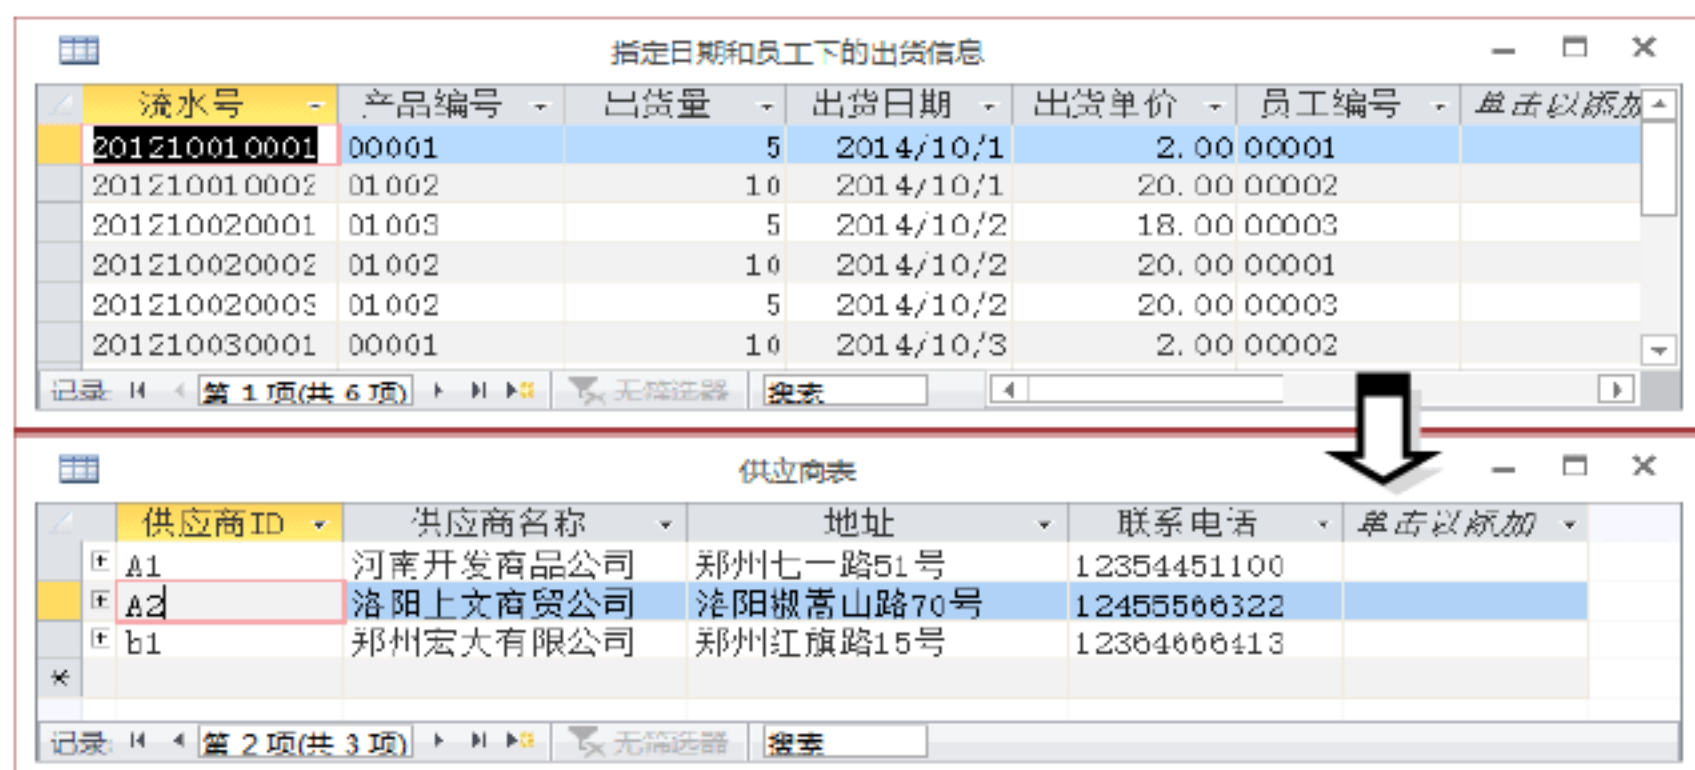 指定日期和员工下的出货信息
流水号 产品编号 出货量 出货日期 出货单价 员工编号 单击以添加
201210010001 00001 5 2014/10/1 2.00 00001
201210010002 01002 10 2014/10/1 20.00 00002
201210020001 01003 5 2014/10/2 18.00 00003
201210020002 01002 10 2014/10/2 20.00 00001
201210020003 01002 5 2014/10/2 20.00 00003
201210030001 00001 10 2014/10/3 2.00 00002
记录: 第 1 项(共 6 项) 无筛选器 搜索
供应商表
供应商ID 供应商名称 地址 联系电话 单击以添加
A1 河南开发商品公司 郑州七一路51号 12354451100
A2 洛阳上文商贸公司 洛阳 嵩山路70号 12455566322
b1 郑州宏大有限公司 郑州红旗路15号 12364666413
记录: 第 2 项(共 3 项) 无筛选器 搜索